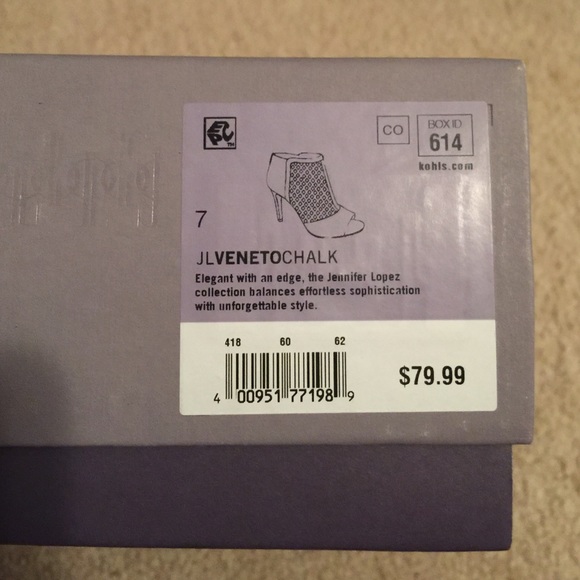 CO
BOX ID
614
kohls.com
7
JLVENETOCHALK
Elegant with an edge, the Jennifer Lopez
collection balances effortless sophistication
with unforgettable style.
418 60 62
4 00951 77198 9
$79.99